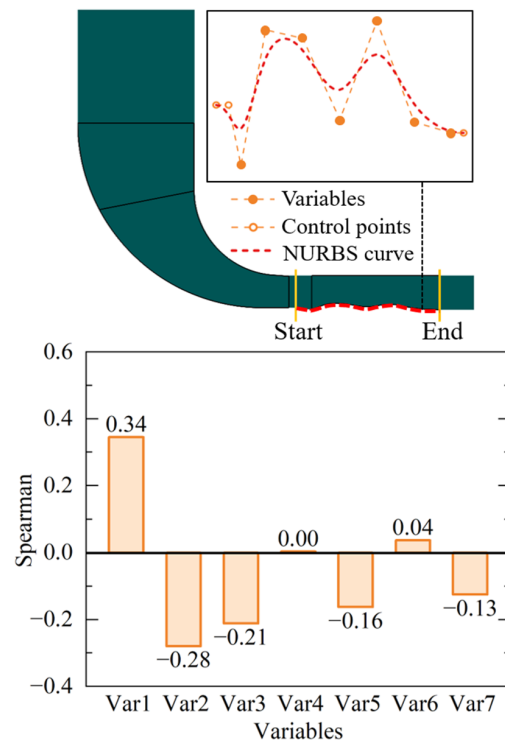 Variables
Control points
NURBS curve
Start End
0.6
0.4
0.2
0.0
−0.2
−0.4
Spearman
0.34
−0.28
−0.21
0.00
−0.16
0.04
−0.13
Var1 Var2 Var3 Var4 Var5 Var6 Var7
Variables